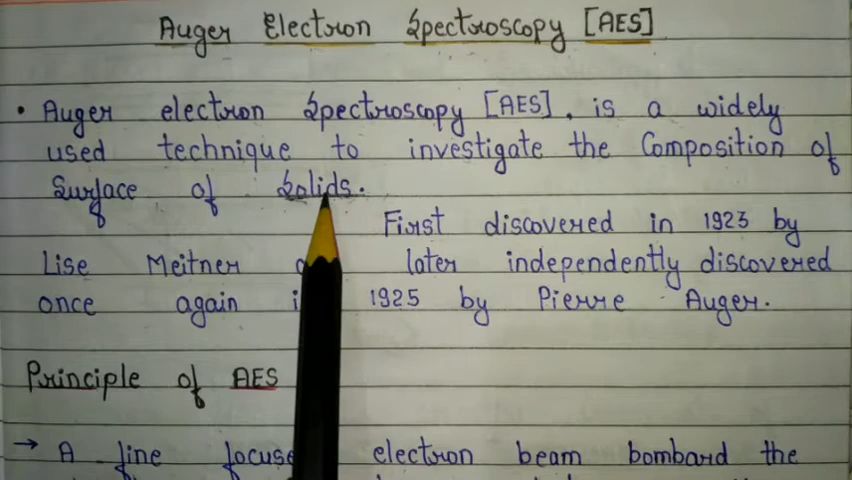 Auger Electron Spectroscopy [AES]
• Auger electron Spectroscopy [AES]. is a widely
used technique to investigate the Composition of
Surface of Solids.
First discovered in 1923 by
Lise Meitner later independently discovered
once again 1925 by Pierre Auger.
Principle of AES
→ A fine electron beam bombard the